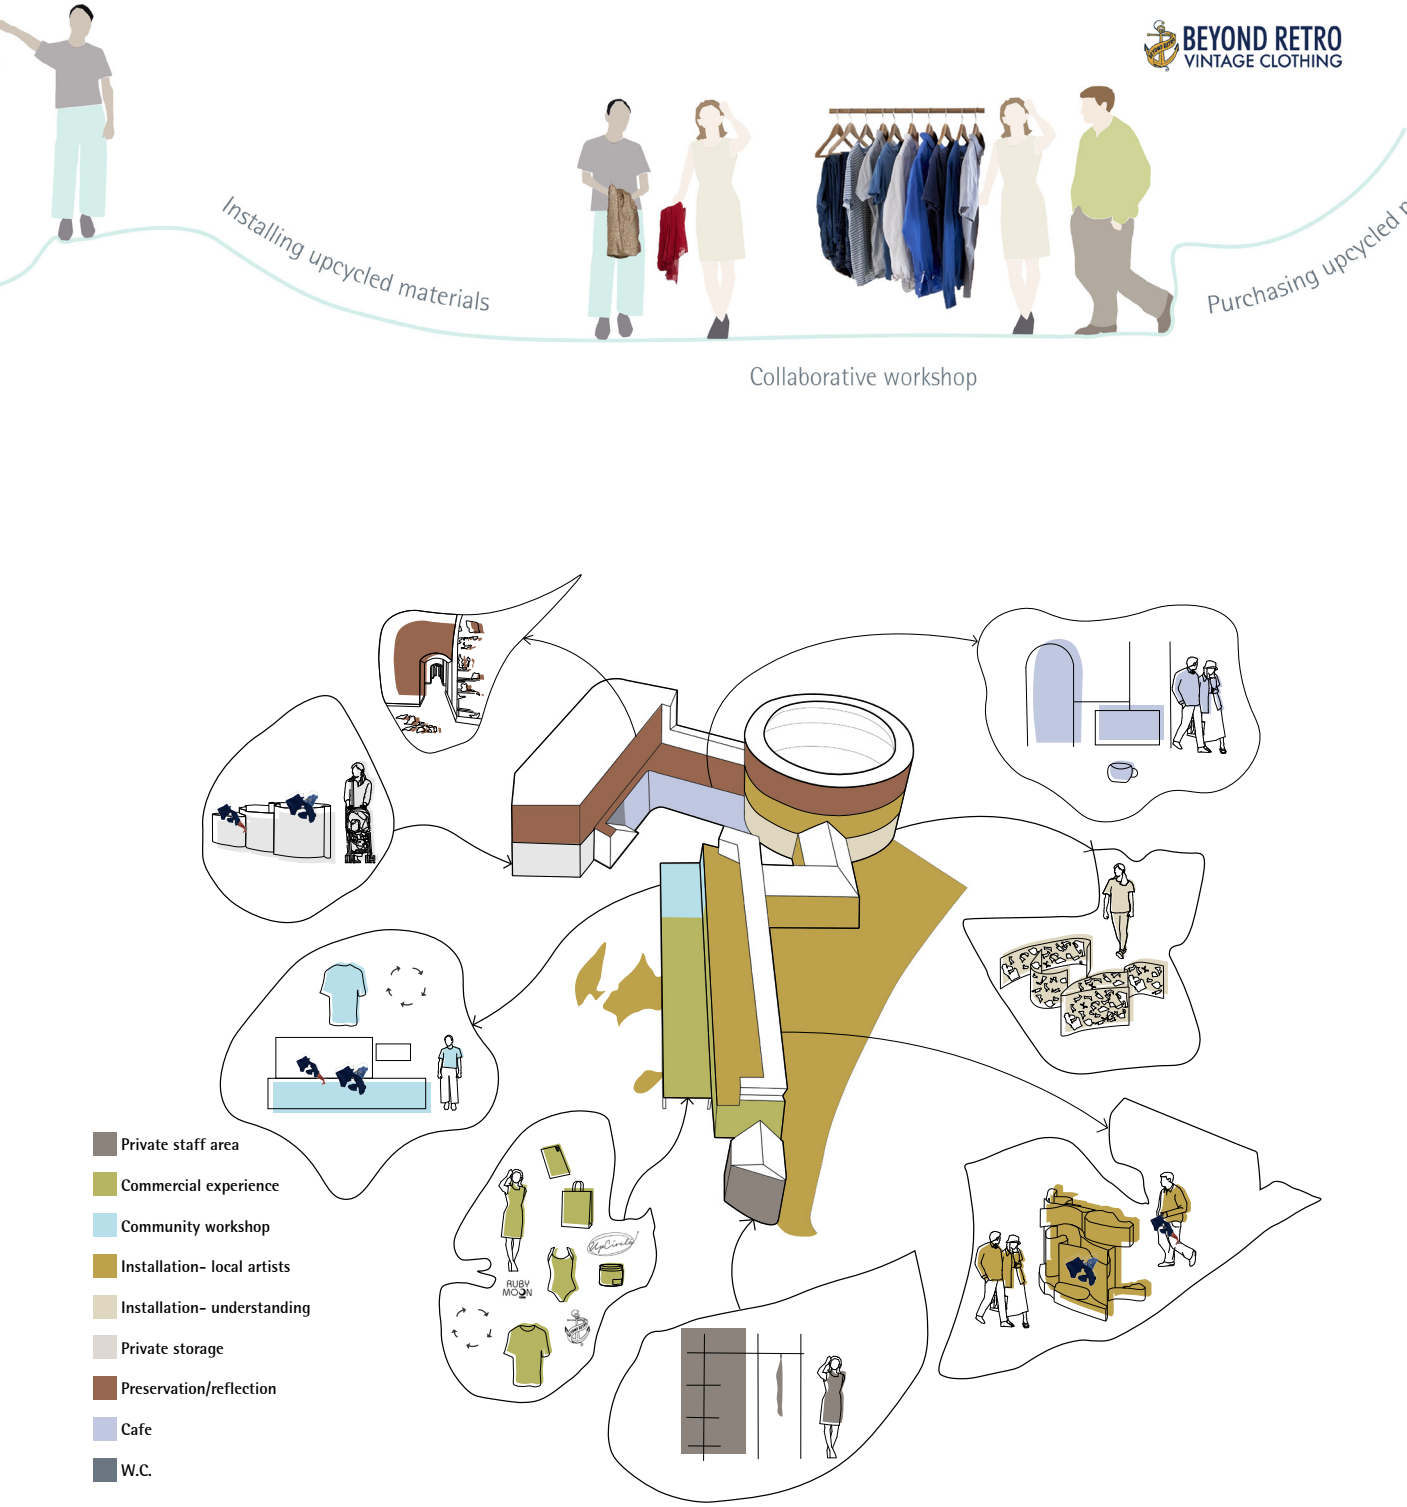 BEYOND RETRO
VINTAGE CLOTHING
Installing upcycled materials
Purchasing upcycled
Collaborative workshop
UpCircle
RUBY
MOON
Private staff area
Commercial experience
Community workshop
Installation- local artists
Installation- understanding
Private storage
Preservation/reflection
Cafe
W.C.